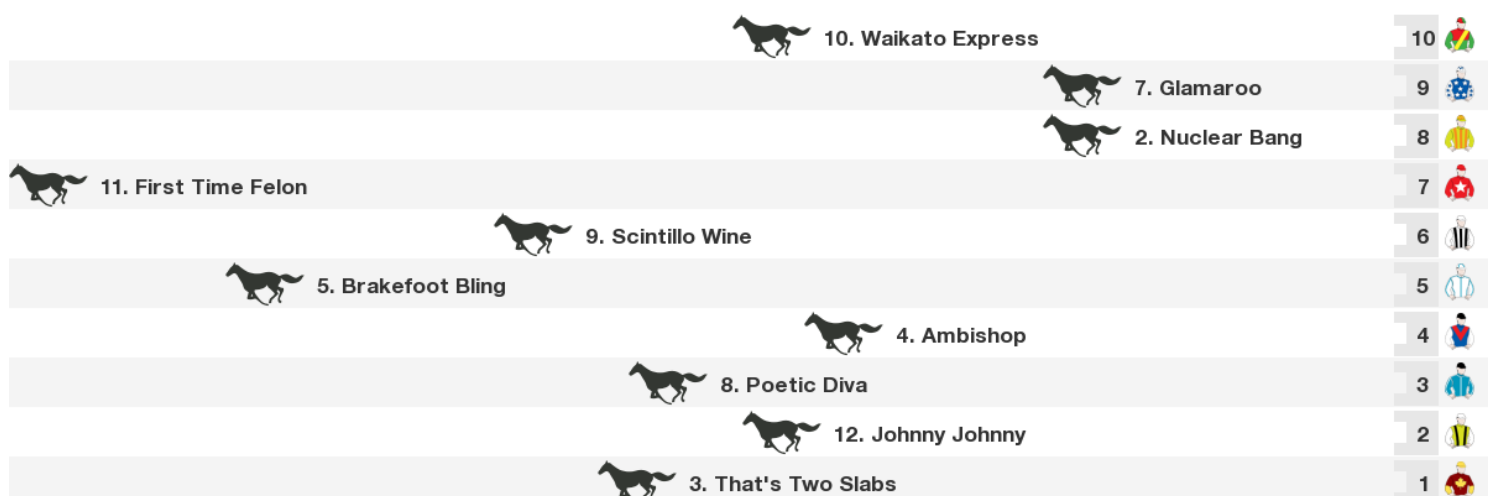 10. Waikato Express 10
7. Glamaroo 9
2. Nuclear Bang 8
11. First Time Felon 7
9. Scintillo Wine 6
5. Brakefoot Bling 5
4. Ambishop 4
8. Poetic Diva 3
12. Johnny Johnny 2
3. That's Two Slabs 1